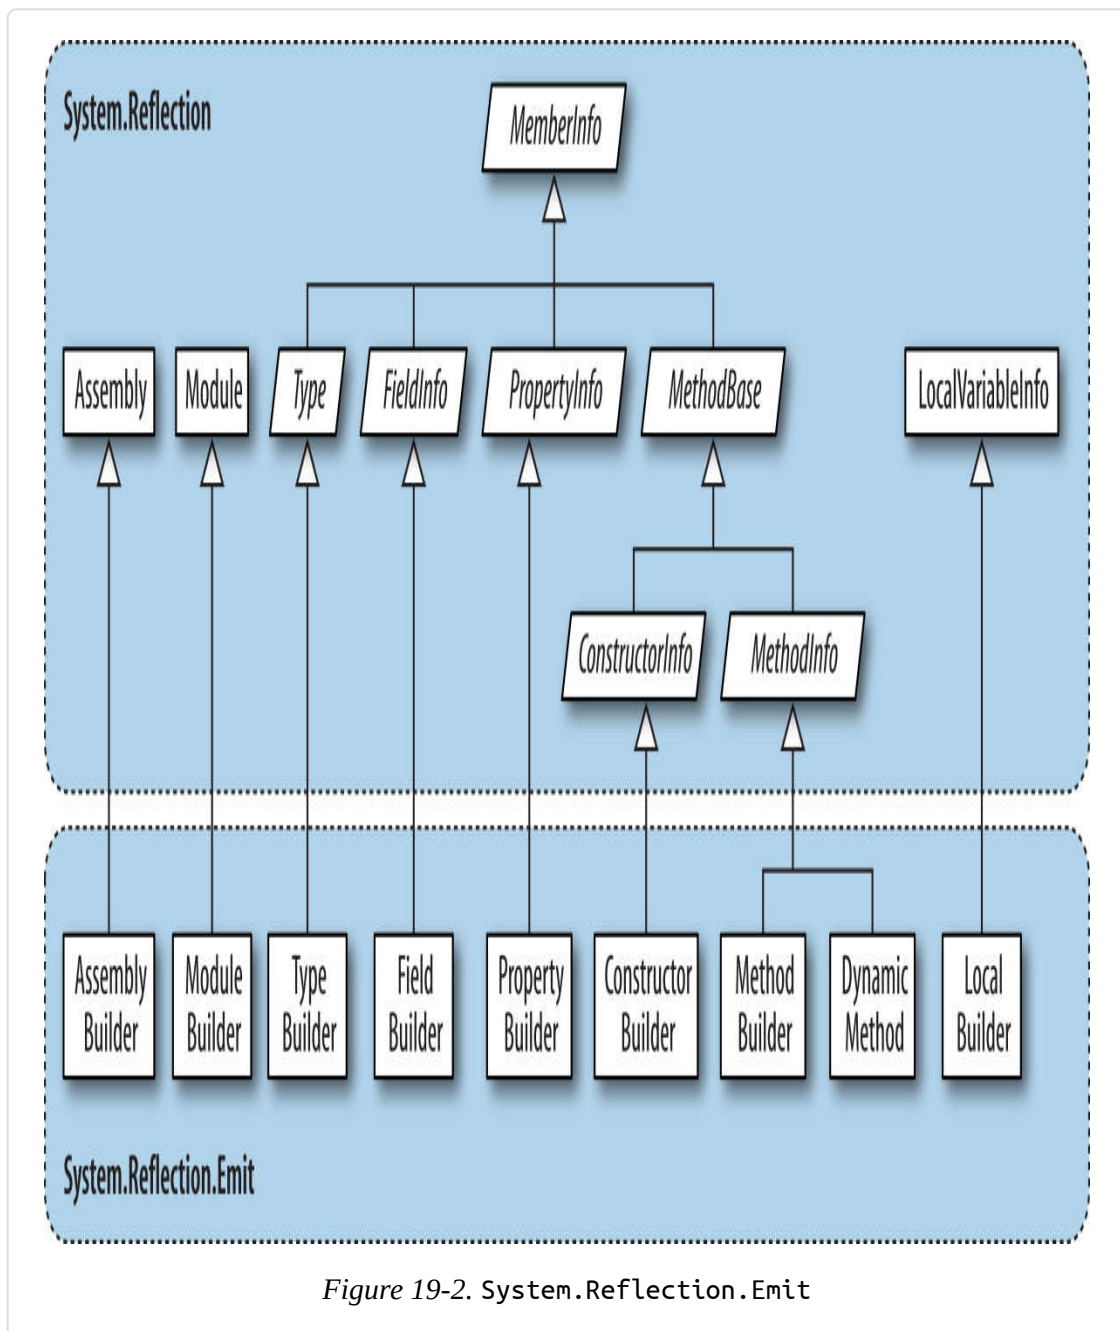 System.Reflection
MemberInfo
Assembly
Module
Type
FieldInfo
PropertyInfo
MethodBase
LocalVariableInfo
ConstructorInfo
MethodInfo
Assembly
Builder
Module
Builder
Type
Builder
Field
Builder
Property
Builder
Constructor
Builder
Method
Builder
Dynamic
Method
Local
Builder
System.Reflection.Emit
Figure 19-2. System.Reflection.Emit